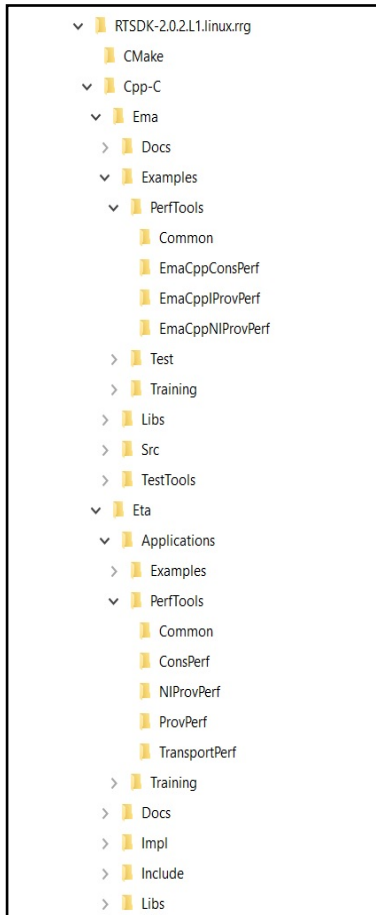 RTSDK-2.0.2.L1.linux.rrg
CMake
Cpp-C
Ema
Docs
Examples
PerfTools
Common
EmaCppConsPerf
EmaCppIProvPerf
EmaCppNIProvPerf
Test
Training
Libs
Src
TestTools
Eta
Applications
Examples
PerfTools
Common
ConsPerf
NIProvPerf
ProvPerf
TransportPerf
Training
Docs
Impl
Include
Libs